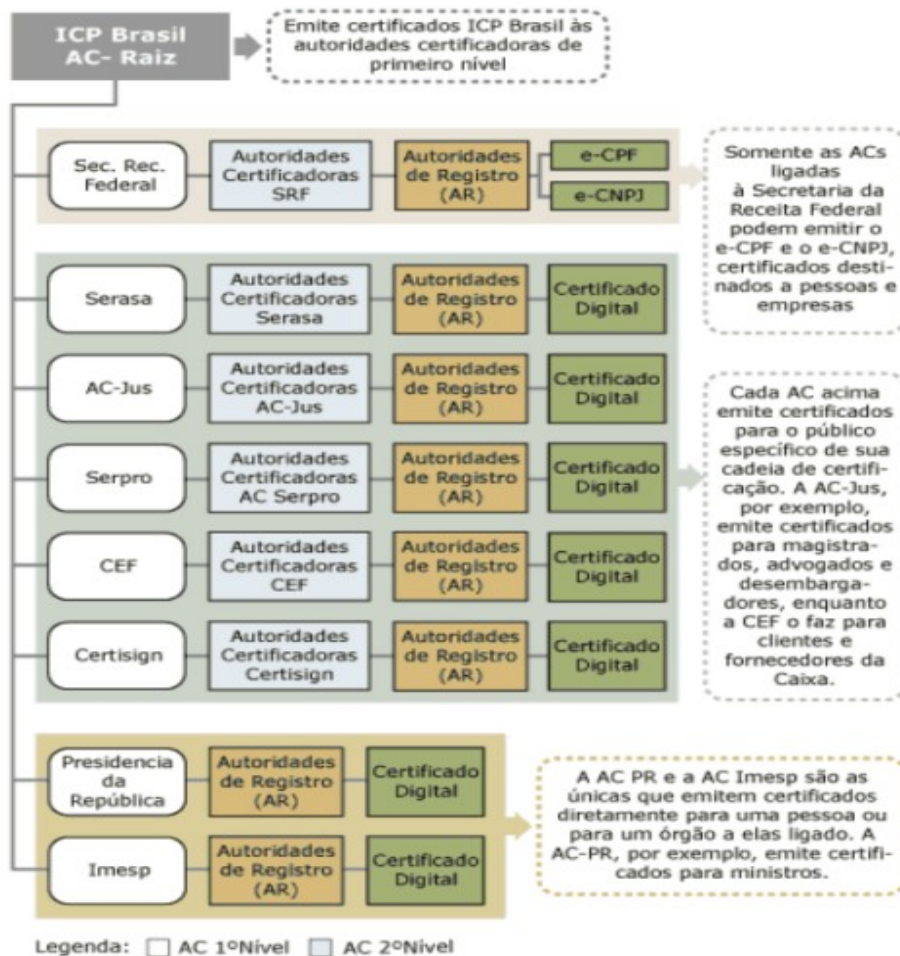 ICP Brasil
AC- Raiz
Emite certificados ICP Brasil às
autoridades certificadoras de
primeiro nível
Sec. Rec.
Federal
Autoridades
Certificadoras
SRF
Autoridades
de Registro
(AR)
e-CPF
e-CNPJ
Somente as ACs
ligadas
à Secretaria da
Receita Federal
podem emitir o
e-CPF e o e-CNPJ,
certificados desti-
nados a pessoas e
empresas
Serasa
Autoridades
Certificadoras
Serasa
Autoridades
de Registro
(AR)
Certificado
Digital
AC-Jus
Autoridades
Certificadoras
AC-Jus
Autoridades
de Registro
(AR)
Certificado
Digital
Serpro
Autoridades
Certificadoras
AC Serpro
Autoridades
de Registro
(AR)
Certificado
Digital
CEF
Autoridades
Certificadoras
CEF
Autoridades
de Registro
(AR)
Certificado
Digital
Certisign
Autoridades
Certificadoras
Certisign
Autoridades
de Registro
(AR)
Certificado
Digital
Cada AC acima
emite certificados
para o público
específico de sua
cadeia de certifi-
cação. A AC-Jus,
por exemplo,
emite certificados
para magistra-
dos, advogados e
desembarga-
dores, enquanto
a CEF o faz para
clientes e
fornecedores da
Caixa.
Presidencia
da
República
Autoridades
de Registro
(AR)
Certificado
Digital
Imesp
Autoridades
de Registro
(AR)
Certificado
Digital
A AC PR e a AC Imesp são as
únicas que emitem certificados
diretamente para uma pessoa ou
para um órgão a elas ligado. A
AC-PR, por exemplo, emite certifi-
cados para ministros.
Legenda: AC 1ºNível AC 2ºNível